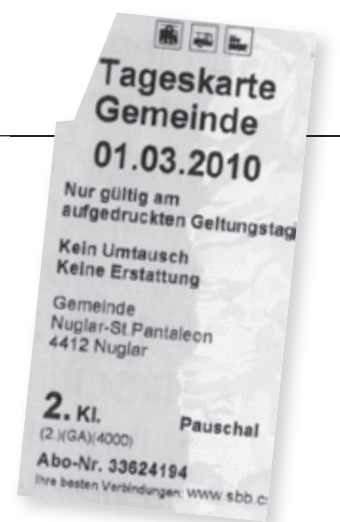 Tageskarte
Gemeinde
01.03.2010
Nur gültig am
aufgedruckten Geltungstag
Kein Umtausch
Keine Erstattung
Gemeinde
Nuglar-St.Pantaleon
4412 Nuglar
2. Kl.
Pauschal
(2.)(GA)(4000)
Abo-Nr. 33624194
Ihre besten Verbindungen: www.sbb.c